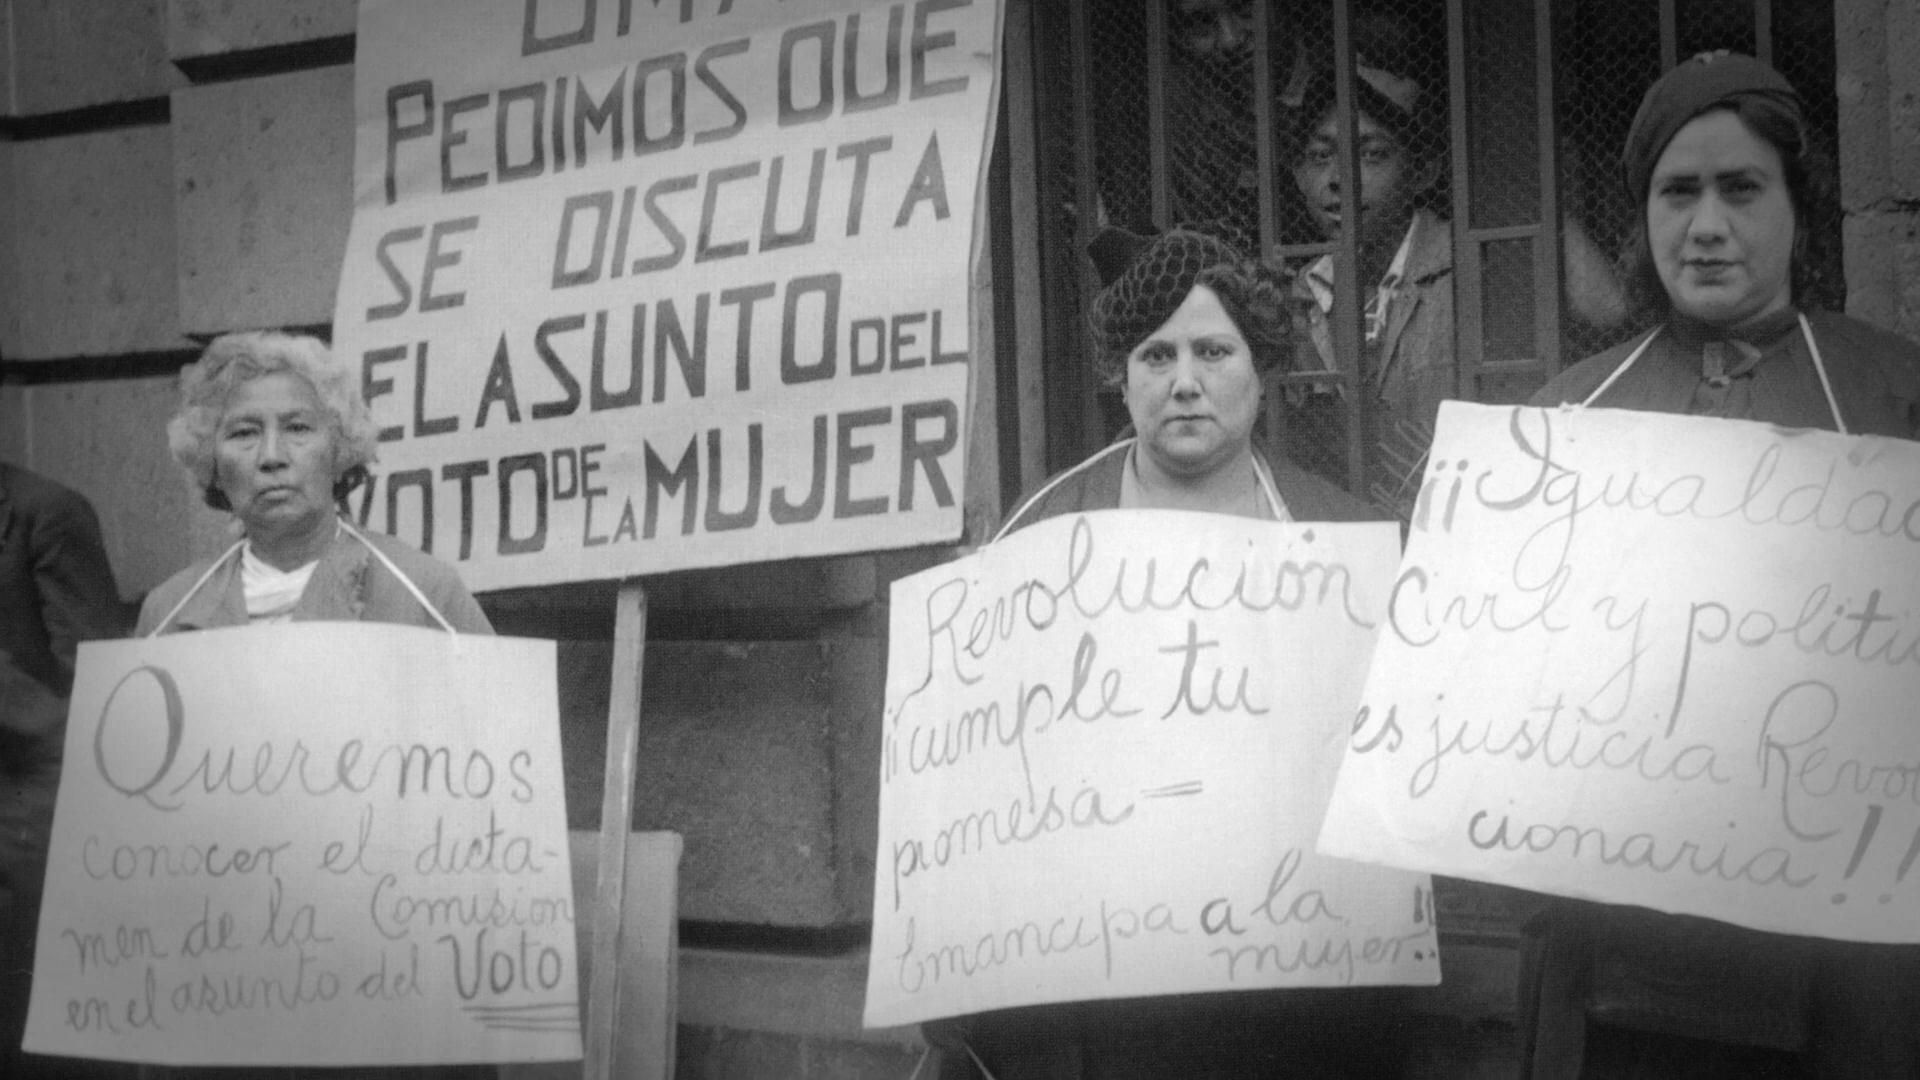 PEDIMOS QUE
SE DISCUTA
EL ASUNTO DEL
VOTO DE LA MUJER
Queremos
conocer el dicta-
men de la Comision
en el asunto del Voto
Revolución
¡¡cumple tu
promesa =
Emancipa a la
mujer!!
¡¡Igualdad
Civil y politi
es justicia Revo
cionaria!!